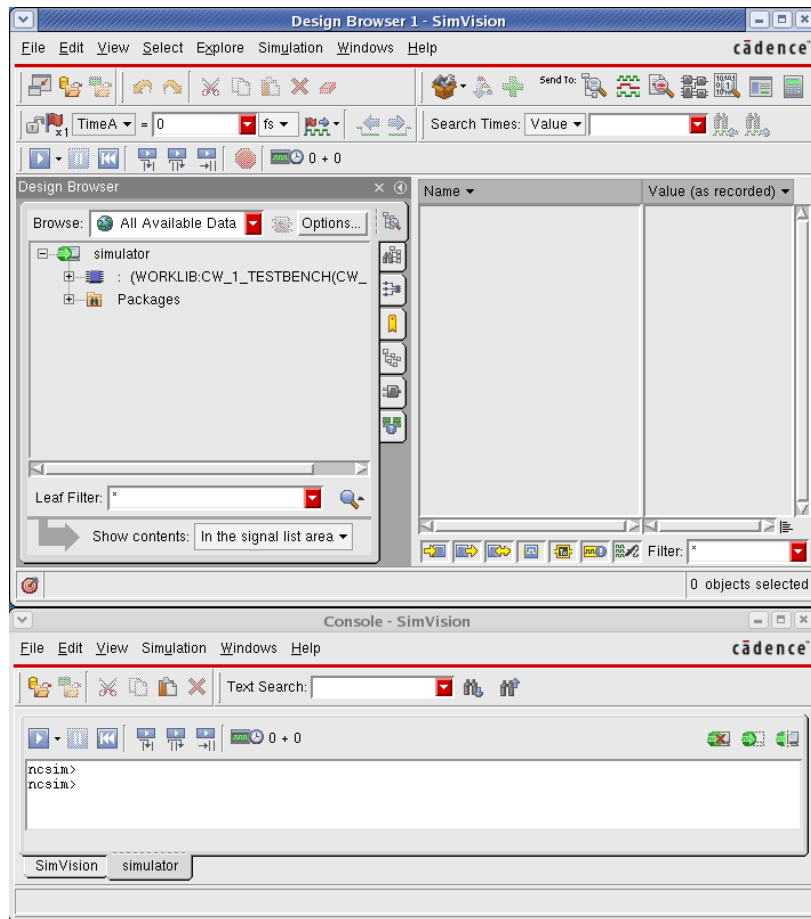 Design Browser 1 - SimVision
File Edit View Select Explore Simulation Windows Help
cādence
Send To:
x1 TimeA = 0 fs
Search Times: Value
0 + 0
Design Browser
Browse: All Available Data Options...
simulator
: (WORKLIB:CW_1_TESTBENCH(CW_
Packages
Leaf Filter: *
Show contents: In the signal list area
Name
Value (as recorded)
Filter: *
0 objects selected
Console - SimVision
File Edit View Simulation Windows Help
cādence
Text Search:
0 + 0
ncsim>
ncsim>
SimVision simulator